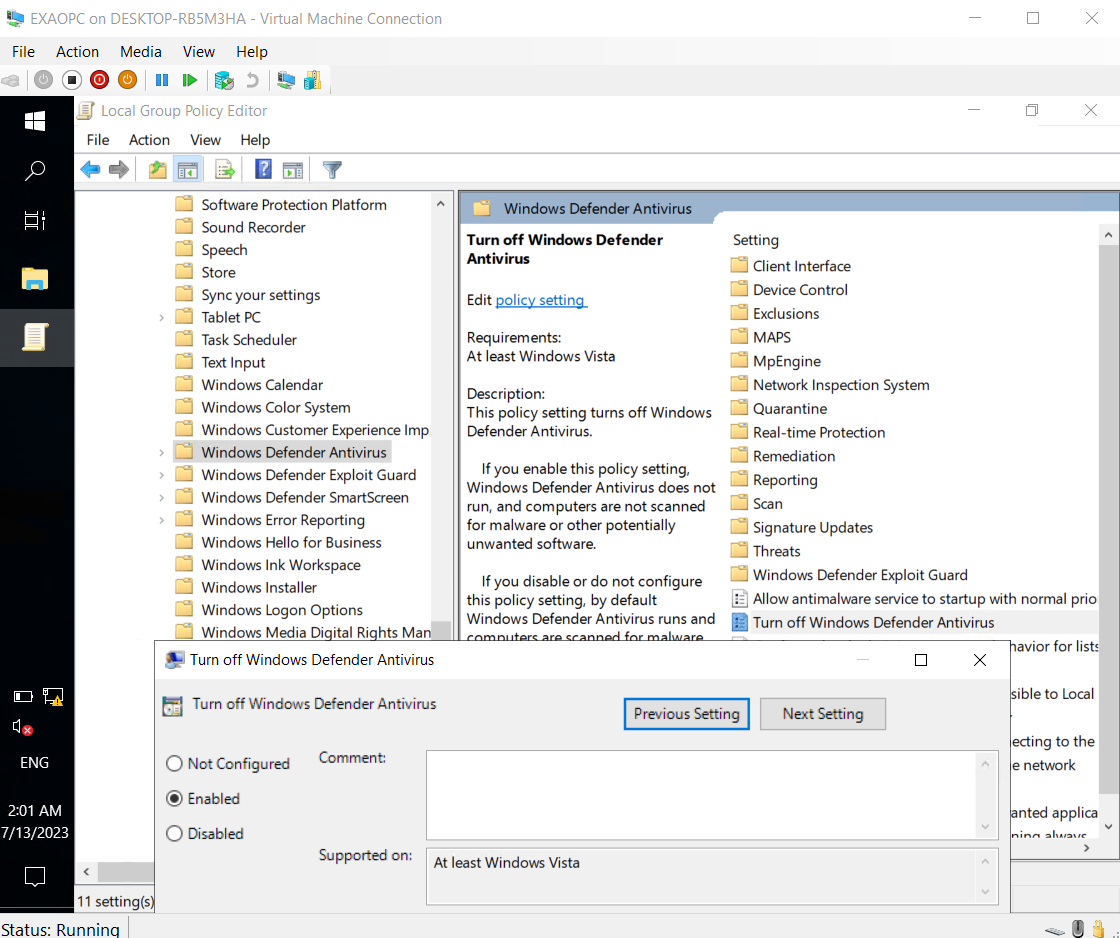 EXAOPC on DESKTOP-RB5M3HA - Virtual Machine Connection
File Action Media View Help
Local Group Policy Editor
File Action View Help
Software Protection Platform
Sound Recorder
Speech
Store
Sync your settings
Tablet PC
Task Scheduler
Text Input
Windows Calendar
Windows Color System
Windows Customer Experience Imp
Windows Defender Antivirus
Windows Defender Exploit Guard
Windows Defender SmartScreen
Windows Error Reporting
Windows Hello for Business
Windows Ink Workspace
Windows Installer
Windows Logon Options
Windows Media Digital Rights Man
Windows Defender Antivirus
Turn off Windows Defender
Antivirus
Edit policy setting
Requirements:
At least Windows Vista
Description:
This policy setting turns off Windows
Defender Antivirus.
If you enable this policy setting,
Windows Defender Antivirus does not
run, and computers are not scanned
for malware or other potentially
unwanted software.
If you disable or do not configure
this policy setting, by default
Windows Defender Antivirus runs and
computers are scanned for malware
Setting
Client Interface
Device Control
Exclusions
MAPS
MpEngine
Network Inspection System
Quarantine
Real-time Protection
Remediation
Reporting
Scan
Signature Updates
Threats
Windows Defender Exploit Guard
Allow antimalware service to startup with normal prio
Turn off Windows Defender Antivirus
havior for lists
sible to Local
ecting to the
e network
anted applica
ning always
Turn off Windows Defender Antivirus
Turn off Windows Defender Antivirus
Previous Setting
Next Setting
Not Configured
Enabled
Disabled
Comment:
Supported on:
At least Windows Vista
ENG
2:01 AM
7/13/2023
11 setting(s)
Status: Running